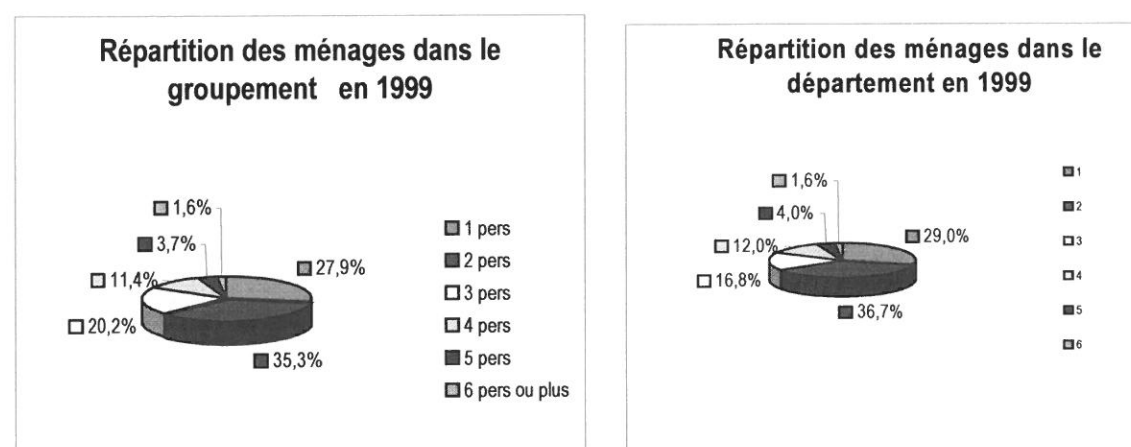 Répartition des ménages dans le
groupement en 1999
1,6%
3,7%
11,4%
27,9%
20,2%
35,3%
1 pers
2 pers
3 pers
4 pers
5 pers
6 pers ou plus
Répartition des ménages dans le
département en 1999
1,6%
4,0%
12,0%
29,0%
16,8%
36,7%
1
2
3
4
5
6